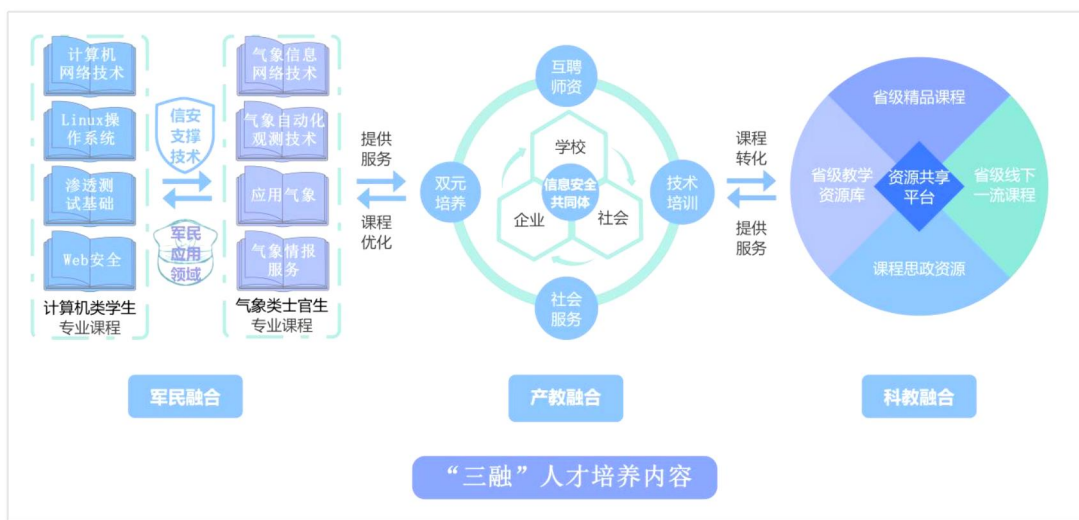 计算机
网络技术
Linux操
作系统
渗透测
试基础
Web安全
计算机类学生
专业课程
信安
支撑
技术
军民
应用
领域
气象信息
网络技术
气象自动化
观测技术
应用气象
气象情报
服务
气象类士官生
专业课程
军民融合
提供
服务
课程
优化
互聘
师资
双元
培养
学校
信息安全
共同体
企业
社会
技术
培训
社会
服务
产教融合
课程
转化
提供
服务
省级精品课程
省级教学
资源库
资源共享
平台
省级线下
一流课程
课程思政资源
科教融合
“三融”人才培养内容